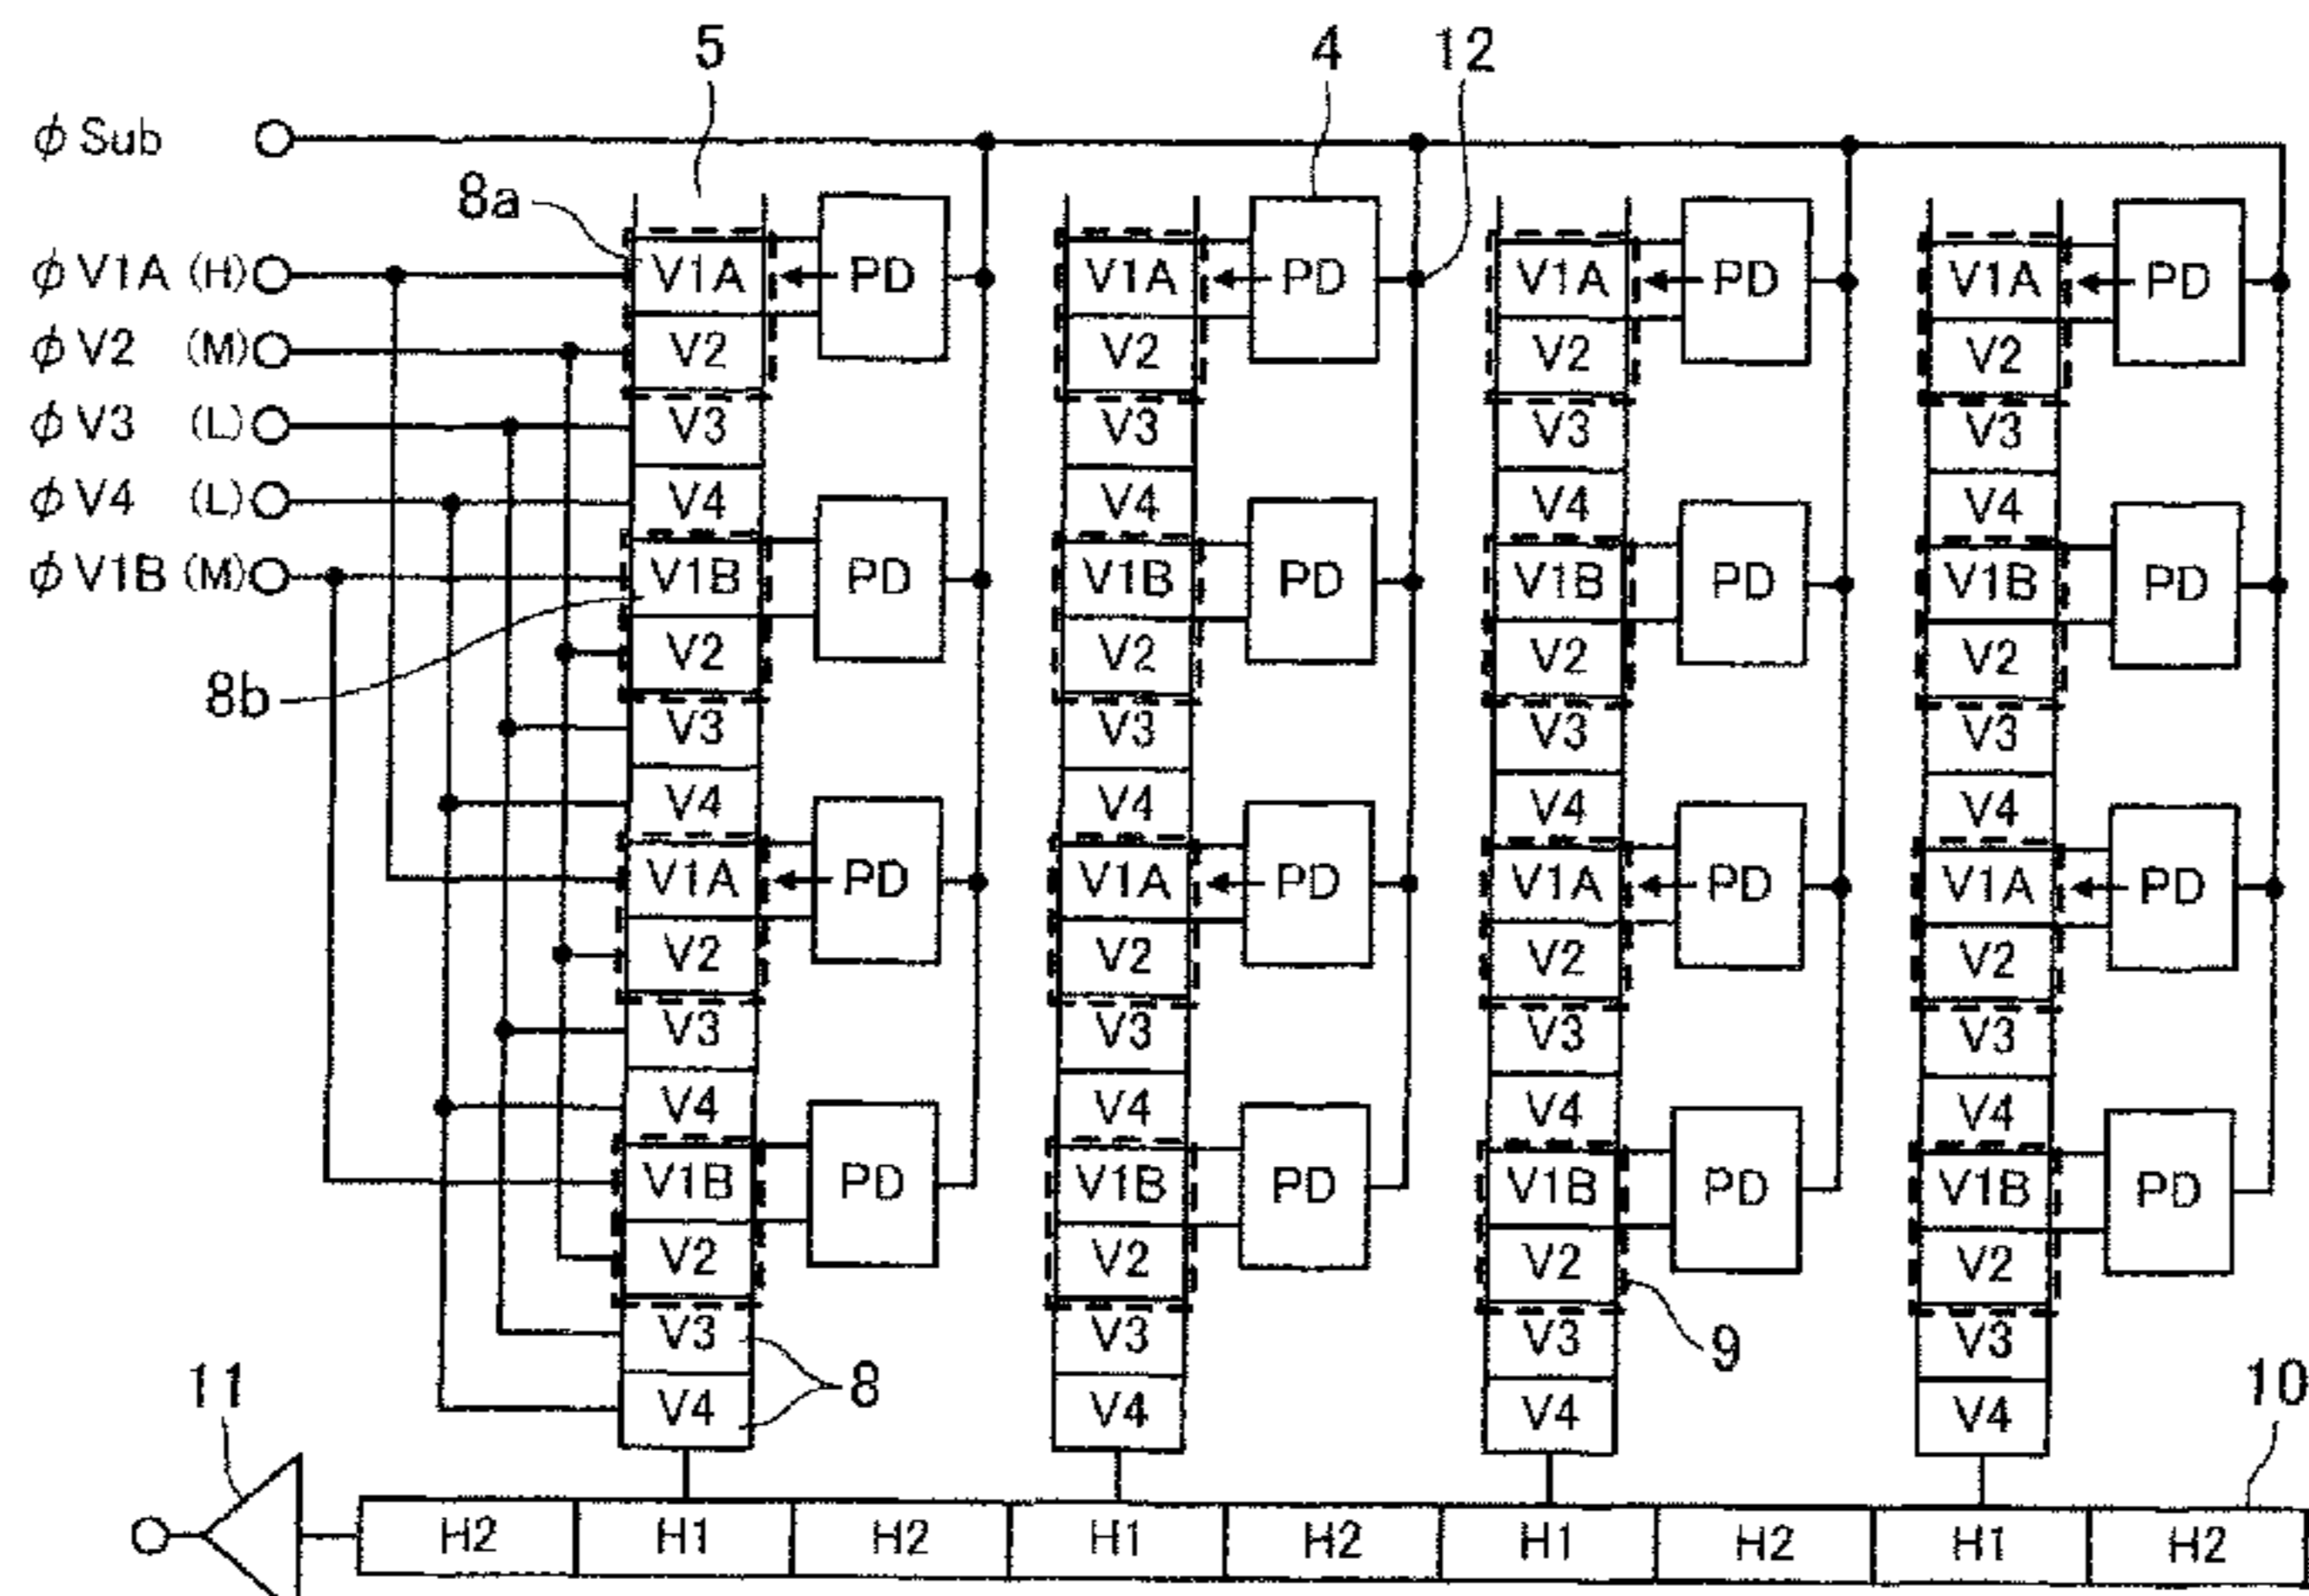 5 4 12
φ Sub
8a
φ V1A (H) V1A PD V1A PD V1A PD V1A PD
φ V2 (M) V2 V2 V2 V2
φ V3 (L) V3 V3 V3 V3
φ V4 (L) V4 V4 V4 V4
φ V1B (M) V1B PD V1B PD V1B PD V1B PD
8b V2 V2 V2 V2
V3 V3 V3 V3
V4 V4 V4 V4
V1A PD V1A PD V1A PD V1A PD
V2 V2 V2 V2
V3 V3 V3 V3
V4 V4 V4 V4
V1B PD V1B PD V1B PD V1B PD
V2 V2 V2 V2
V3 V3 V3 9 V3
11 V4 8 V4 V4 V4 10
H2 H1 H2 H1 H2 H1 H2 H1 H2